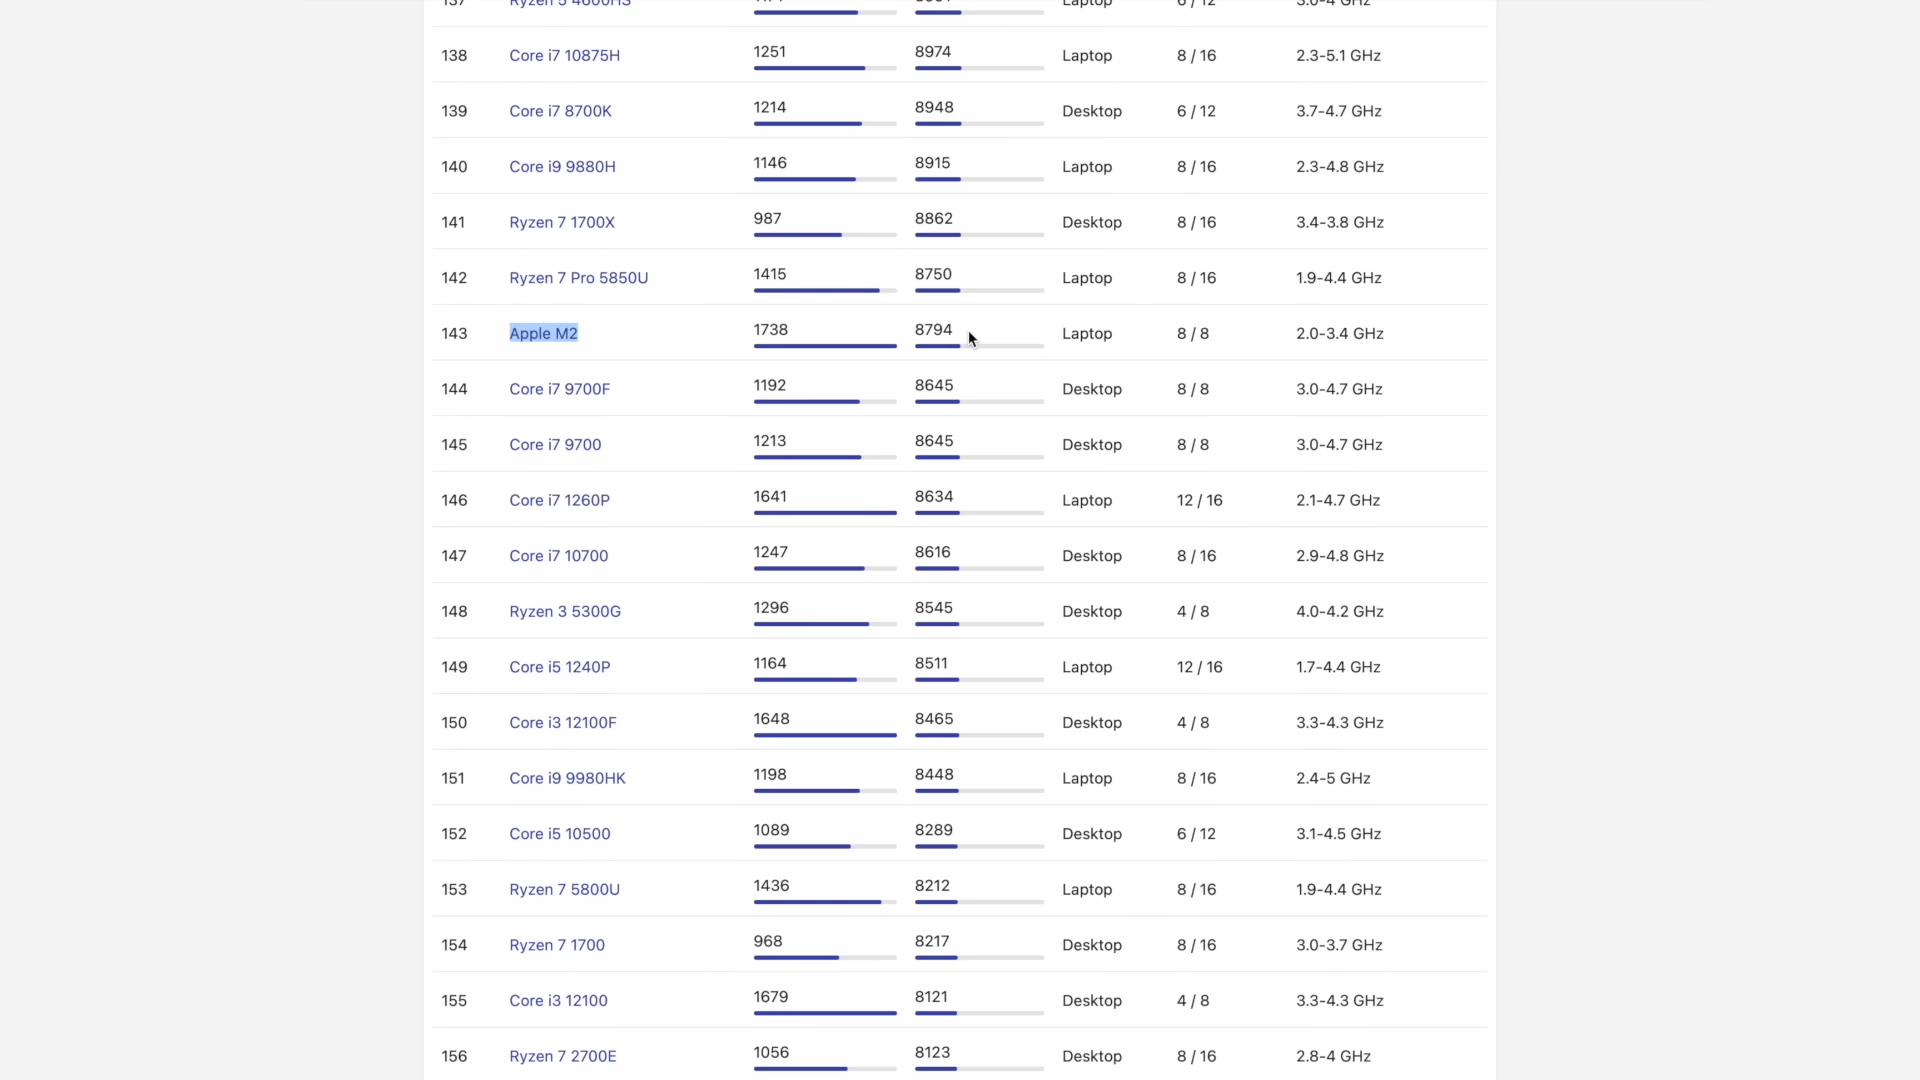 138 Core i7 10875H 1251 8974 Laptop 8 / 16 2.3-5.1 GHz
139 Core i7 8700K 1214 8948 Desktop 6 / 12 3.7-4.7 GHz
140 Core i9 9880H 1146 8915 Laptop 8 / 16 2.3-4.8 GHz
141 Ryzen 7 1700X 987 8862 Desktop 8 / 16 3.4-3.8 GHz
142 Ryzen 7 Pro 5850U 1415 8750 Laptop 8 / 16 1.9-4.4 GHz
143 Apple M2 1738 8794 Laptop 8 / 8 2.0-3.4 GHz
144 Core i7 9700F 1192 8645 Desktop 8 / 8 3.0-4.7 GHz
145 Core i7 9700 1213 8645 Desktop 8 / 8 3.0-4.7 GHz
146 Core i7 1260P 1641 8634 Laptop 12 / 16 2.1-4.7 GHz
147 Core i7 10700 1247 8616 Desktop 8 / 16 2.9-4.8 GHz
148 Ryzen 3 5300G 1296 8545 Desktop 4 / 8 4.0-4.2 GHz
149 Core i5 1240P 1164 8511 Laptop 12 / 16 1.7-4.4 GHz
150 Core i3 12100F 1648 8465 Desktop 4 / 8 3.3-4.3 GHz
151 Core i9 9980HK 1198 8448 Laptop 8 / 16 2.4-5 GHz
152 Core i5 10500 1089 8289 Desktop 6 / 12 3.1-4.5 GHz
153 Ryzen 7 5800U 1436 8212 Laptop 8 / 16 1.9-4.4 GHz
154 Ryzen 7 1700 968 8217 Desktop 8 / 16 3.0-3.7 GHz
155 Core i3 12100 1679 8121 Desktop 4 / 8 3.3-4.3 GHz
156 Ryzen 7 2700E 1056 8123 Desktop 8 / 16 2.8-4 GHz